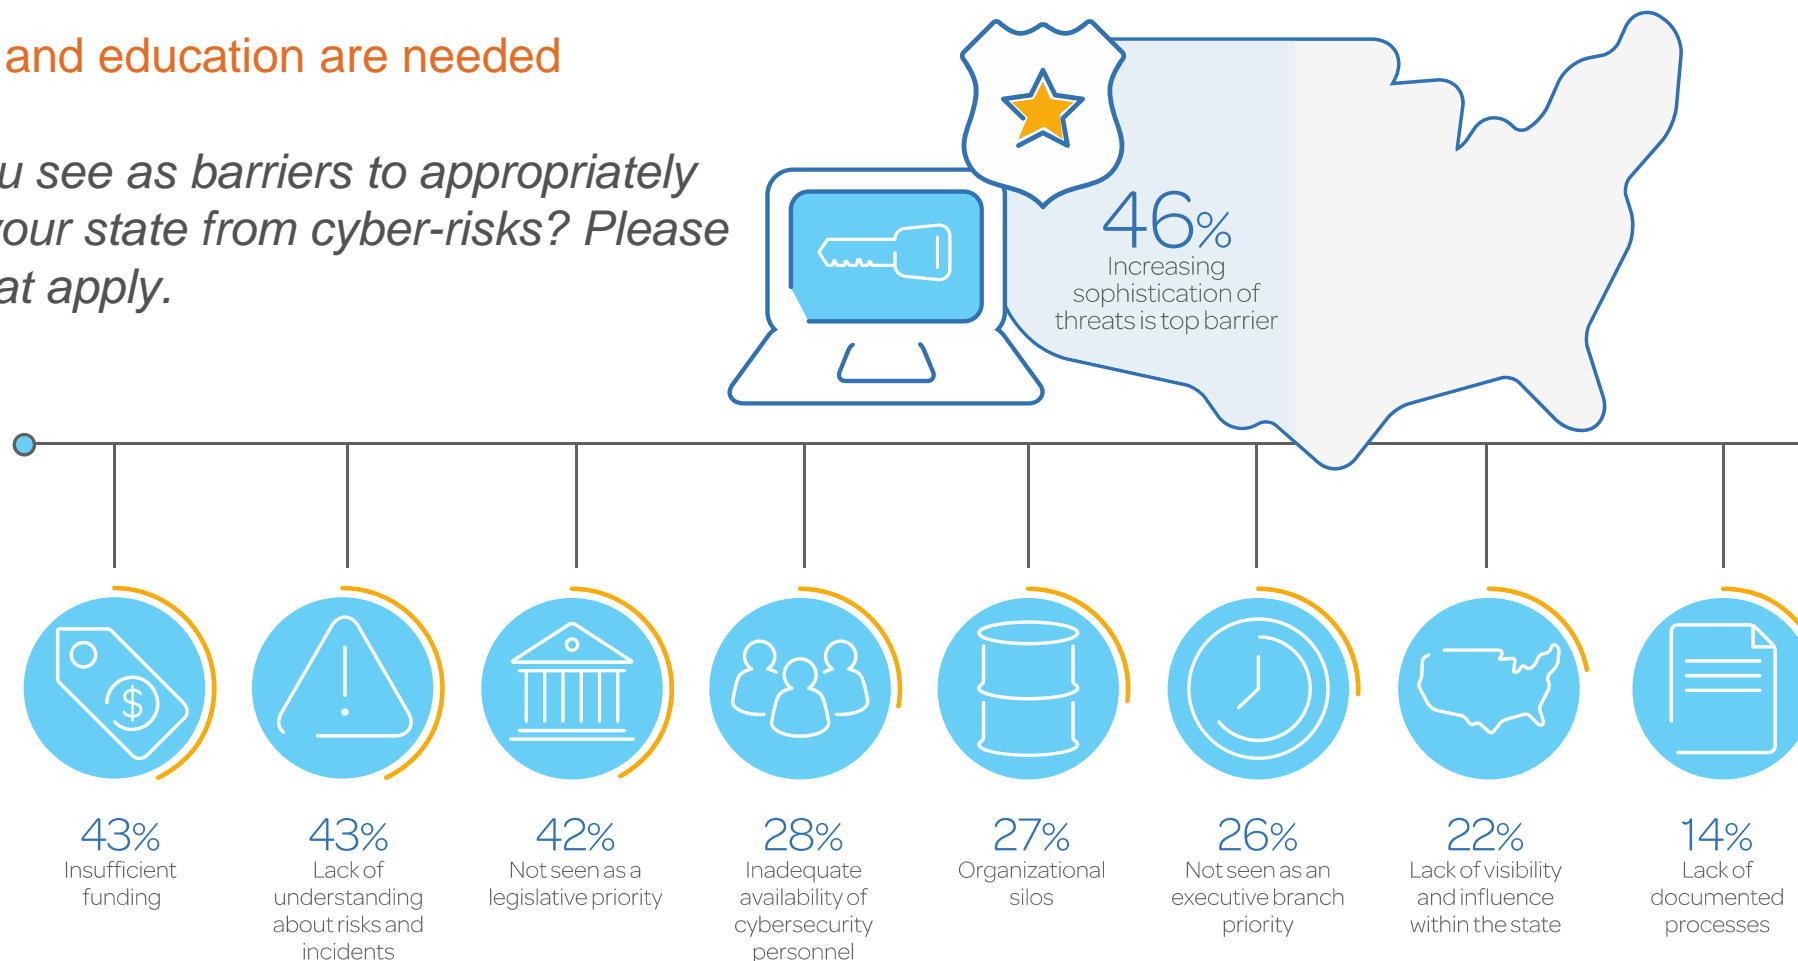 and education are needed
u see as barriers to appropriately
your state from cyber-risks? Please
at apply.
46%
Increasing
sophistication of
threats is top barrier
43%
Insufficient
funding
43%
Lack of
understanding
about risks and
incidents
42%
Not seen as a
legislative priority
28%
Inadequate
availability of
cybersecurity
personnel
27%
Organizational
silos
26%
Not seen as an
executive branch
priority
22%
Lack of visibility
and influence
within the state
14%
Lack of
documented
processes